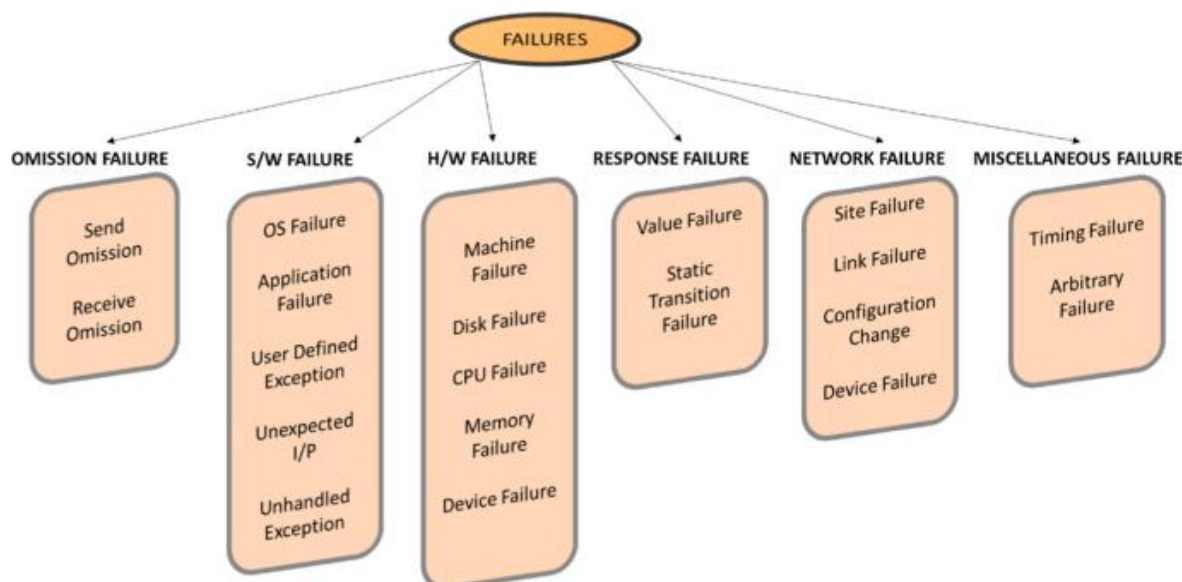 FAILURES
OMISSION FAILURE
Send
Omission
Receive
Omission
S/W FAILURE
OS Failure
Application
Failure
User Defined
Exception
Unexpected
I/P
Unhandled
Exception
H/W FAILURE
Machine
Failure
Disk Failure
CPU Failure
Memory
Failure
Device Failure
RESPONSE FAILURE
Value Failure
Static
Transition
Failure
NETWORK FAILURE
Site Failure
Link Failure
Configuration
Change
Device Failure
MISCELLANEOUS FAILURE
Timing Failure
Arbitrary
Failure